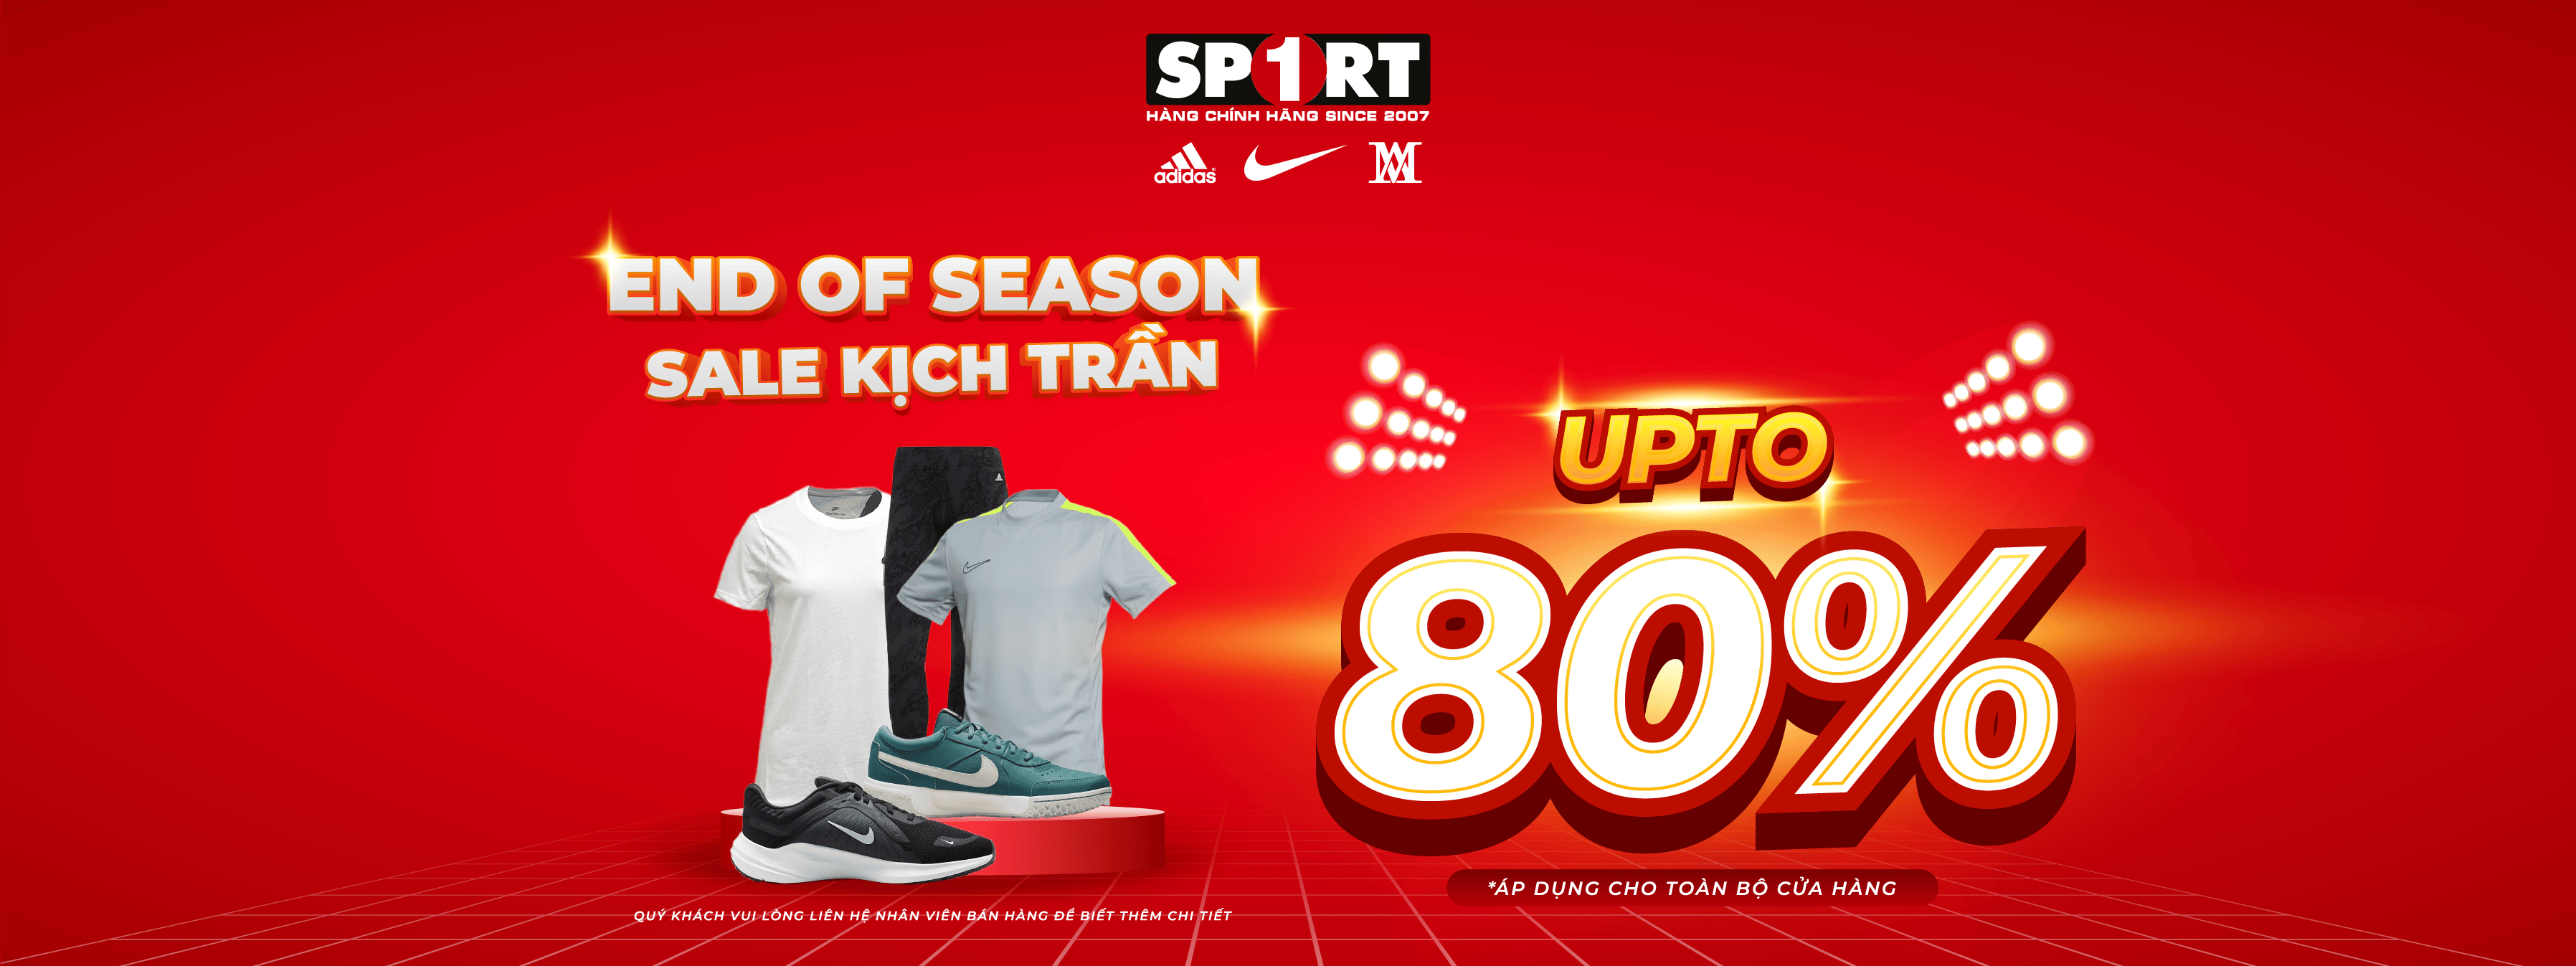 SP1RT
HÀNG CHÍNH HÃNG SINCE 2007
adidas
END OF SEASON
SALE KỊCH TRẦN
UPTO
80%
*ÁP DỤNG CHO TOÀN BỘ CỬA HÀNG
QUÝ KHÁCH VUI LÒNG LIÊN HỆ NHÂN VIÊN BÁN HÀNG ĐỂ BIẾT THÊM CHI TIẾT